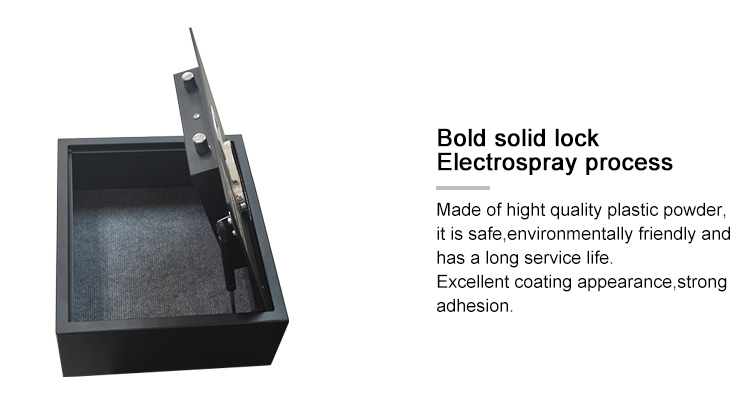 Bold solid lock
Electrospray process
Made of hight quality plastic powder,
it is safe,environmentally friendly and
has a long service life.
Excellent coating appearance,strong
adhesion.